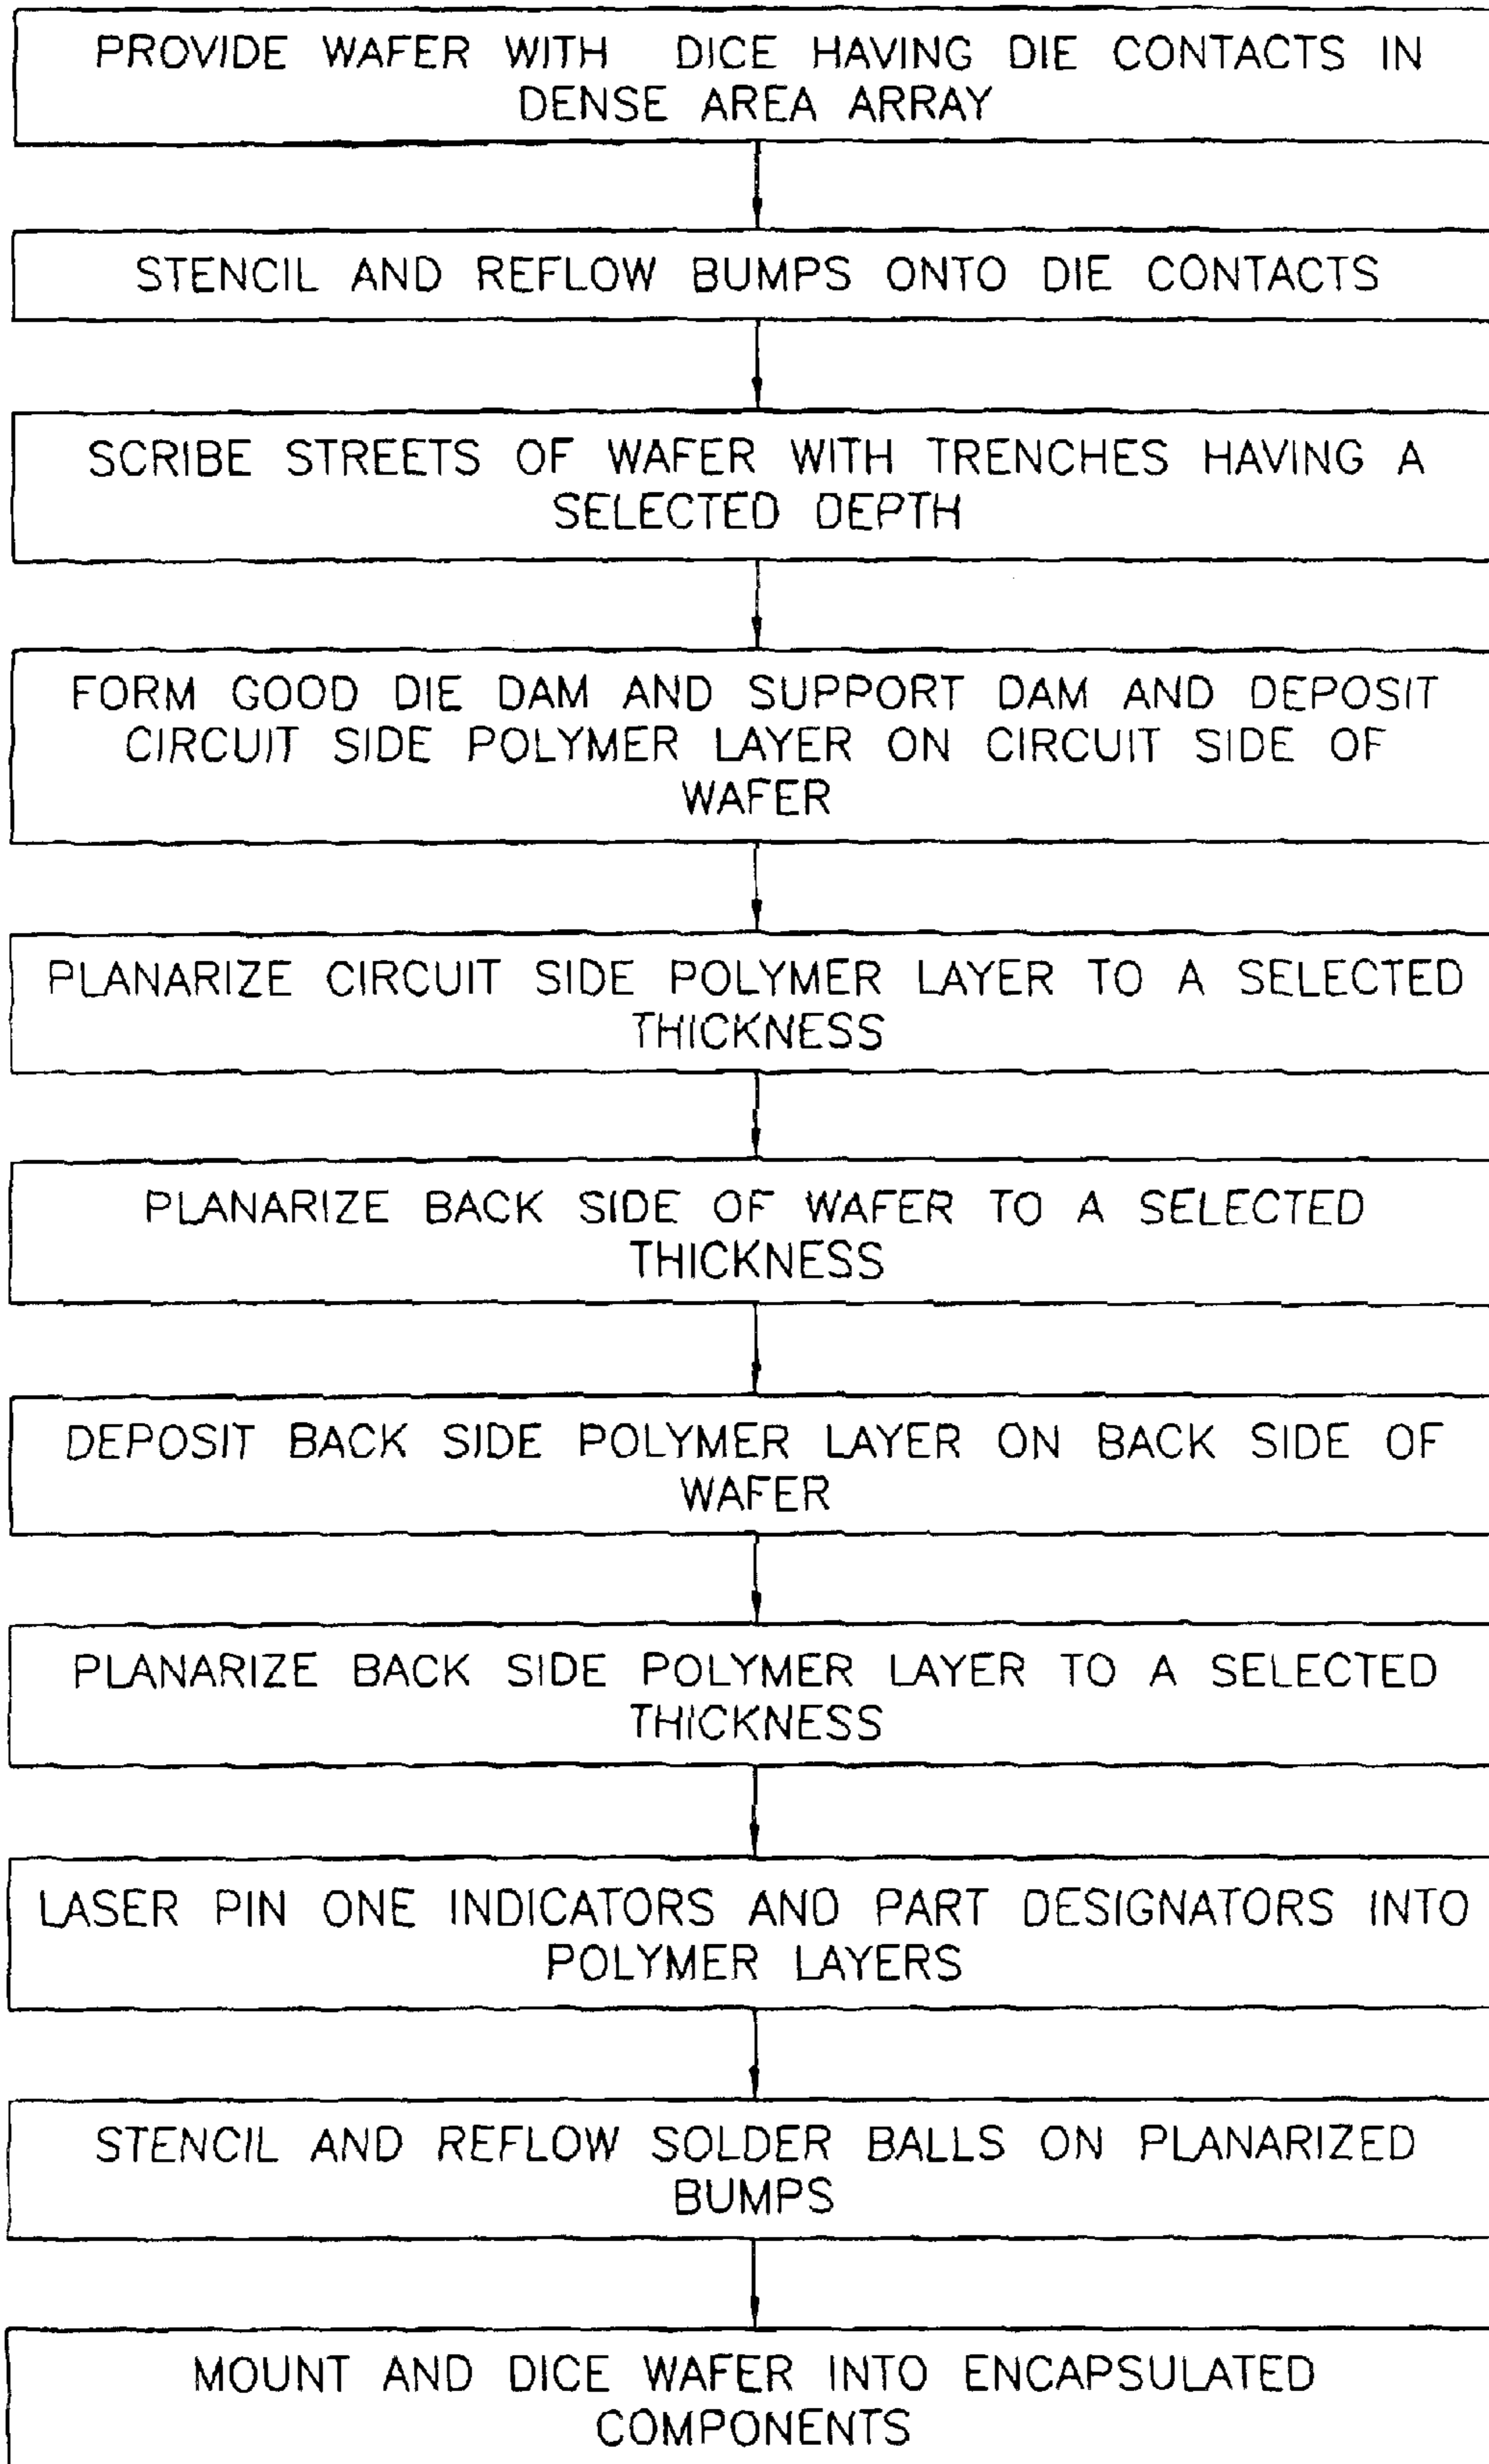 PROVIDE WAFER WITH DICE HAVING DIE CONTACTS IN
DENSE AREA ARRAY
STENCIL AND REFLOW BUMPS ONTO DIE CONTACTS
SCRIBE STREETS OF WAFER WITH TRENCHES HAVING A
SELECTED DEPTH
FORM GOOD DIE DAM AND SUPPORT DAM AND DEPOSIT
CIRCUIT SIDE POLYMER LAYER ON CIRCUIT SIDE OF
WAFER
PLANARIZE CIRCUIT SIDE POLYMER LAYER TO A SELECTED
THICKNESS
PLANARIZE BACK SIDE OF WAFER TO A SELECTED
THICKNESS
DEPOSIT BACK SIDE POLYMER LAYER ON BACK SIDE OF
WAFER
PLANARIZE BACK SIDE POLYMER LAYER TO A SELECTED
THICKNESS
LASER PIN ONE INDICATORS AND PART DESIGNATORS INTO
POLYMER LAYERS
STENCIL AND REFLOW SOLDER BALLS ON PLANARIZED
BUMPS
MOUNT AND DICE WAFER INTO ENCAPSULATED
COMPONENTS